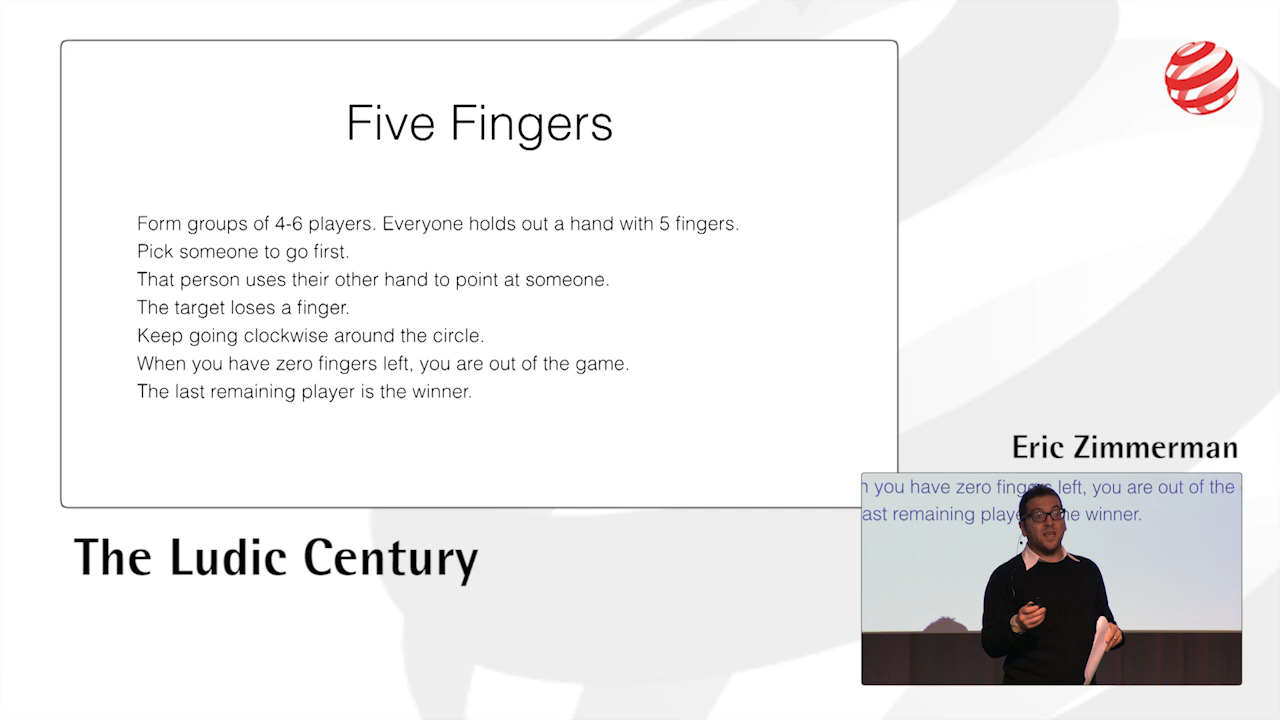 Five Fingers
Form groups of 4-6 players. Everyone holds out a hand with 5 fingers.
Pick someone to go first.
That person uses their other hand to point at someone.
The target loses a finger.
Keep going clockwise around the circle.
When you have zero fingers left, you are out of the game.
The last remaining player is the winner.
Eric Zimmerman
n you have zero fingers left, you are out of the
ast remaining playe he winner.
The Ludic Century